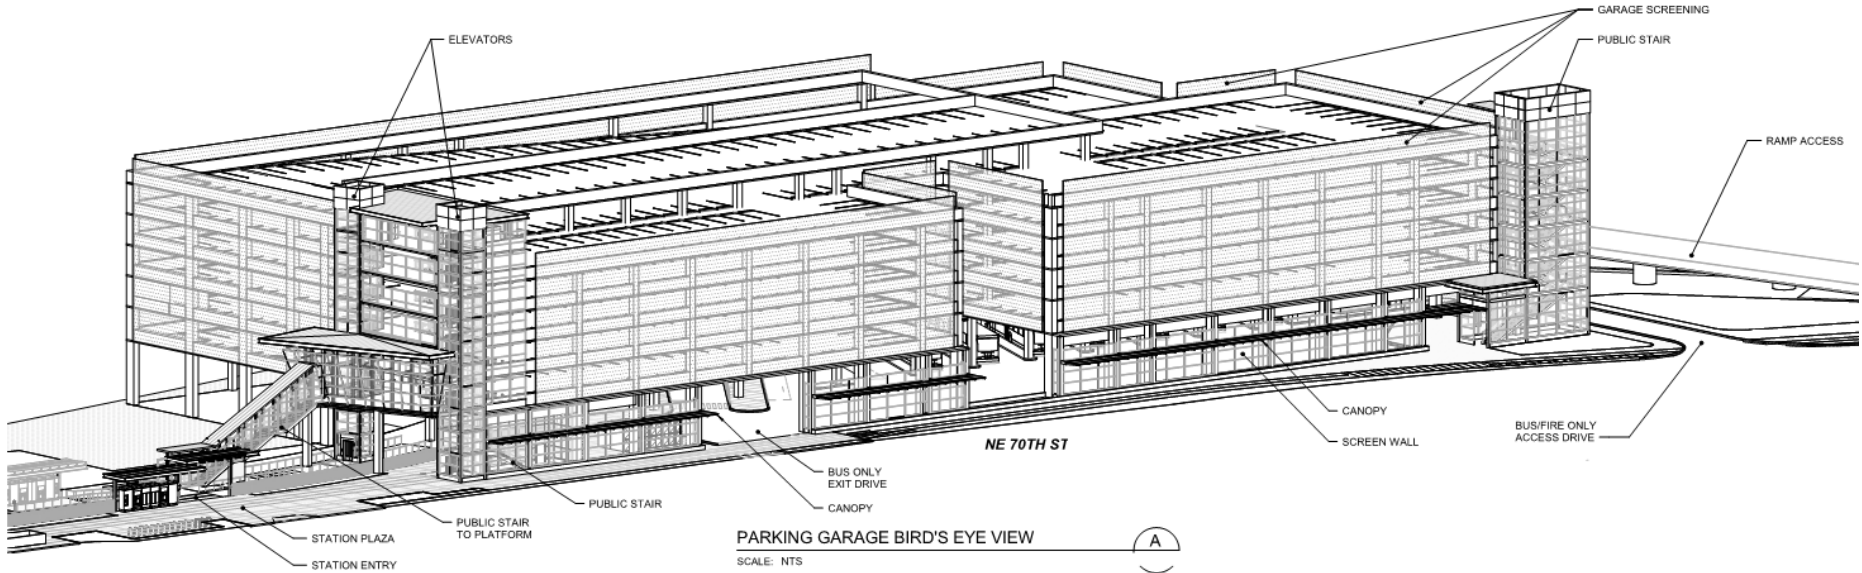 GARAGE SCREENING
ELEVATORS
PUBLIC STAIR
RAMP ACCESS
CANOPY
BUS/FIRE ONLY
ACCESS DRIVE
SCREEN WALL
NE 70TH ST
BUS ONLY
EXIT DRIVE
CANOPY
PUBLIC STAIR
PUBLIC STAIR
TO PLATFORM
STATION PLAZA
STATION ENTRY
PARKING GARAGE BIRD'S EYE VIEW
A
SCALE: NTS